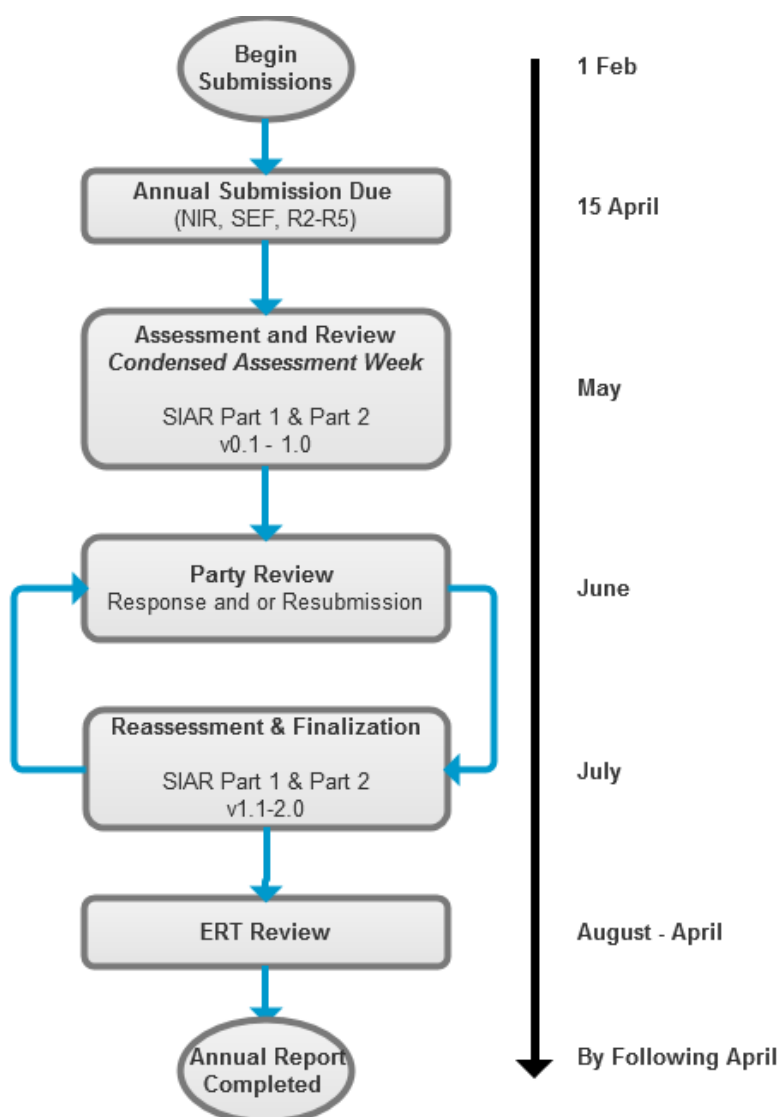 Begin
Submissions
1 Feb
Annual Submission Due
(NIR, SEF, R2-R5)
15 April
Assessment and Review
Condensed Assessment Week
SIAR Part 1 & Part 2
v0.1 - 1.0
May
Party Review
Response and or Resubmission
June
Reassessment & Finalization
SIAR Part 1 & Part 2
v1.1-2.0
July
ERT Review
August - April
Annual Report
Completed
By Following April